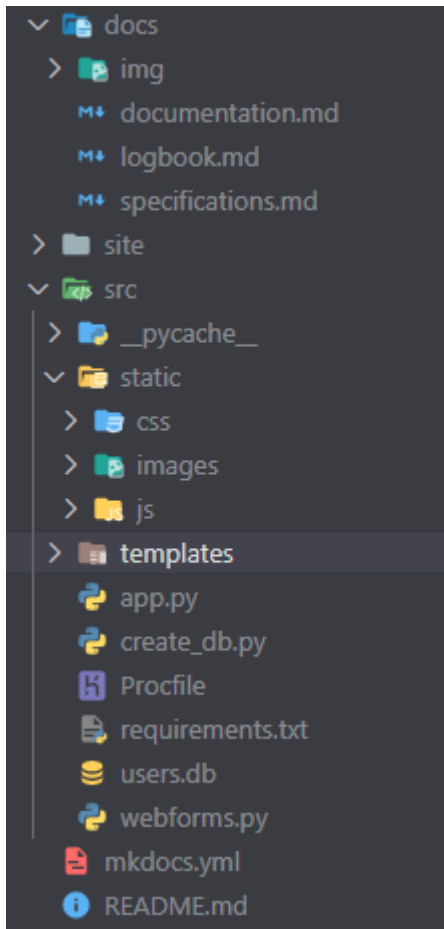 docs
img
documentation.md
logbook.md
specifications.md
site
src
__pycache__
static
css
images
js
templates
app.py
create_db.py
Procfile
requirements.txt
users.db
webforms.py
mkdocs.yml
README.md